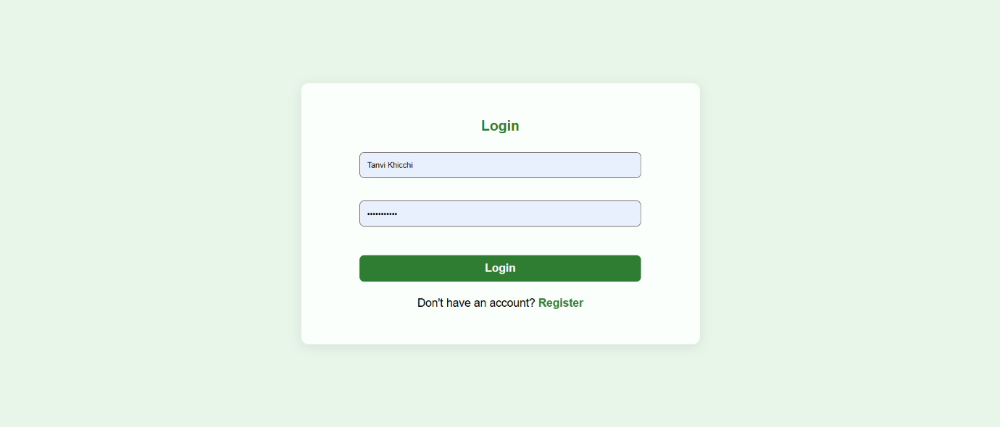 Login
Tanvi Khicchi
•••••••••••
Login
Don't have an account? Register